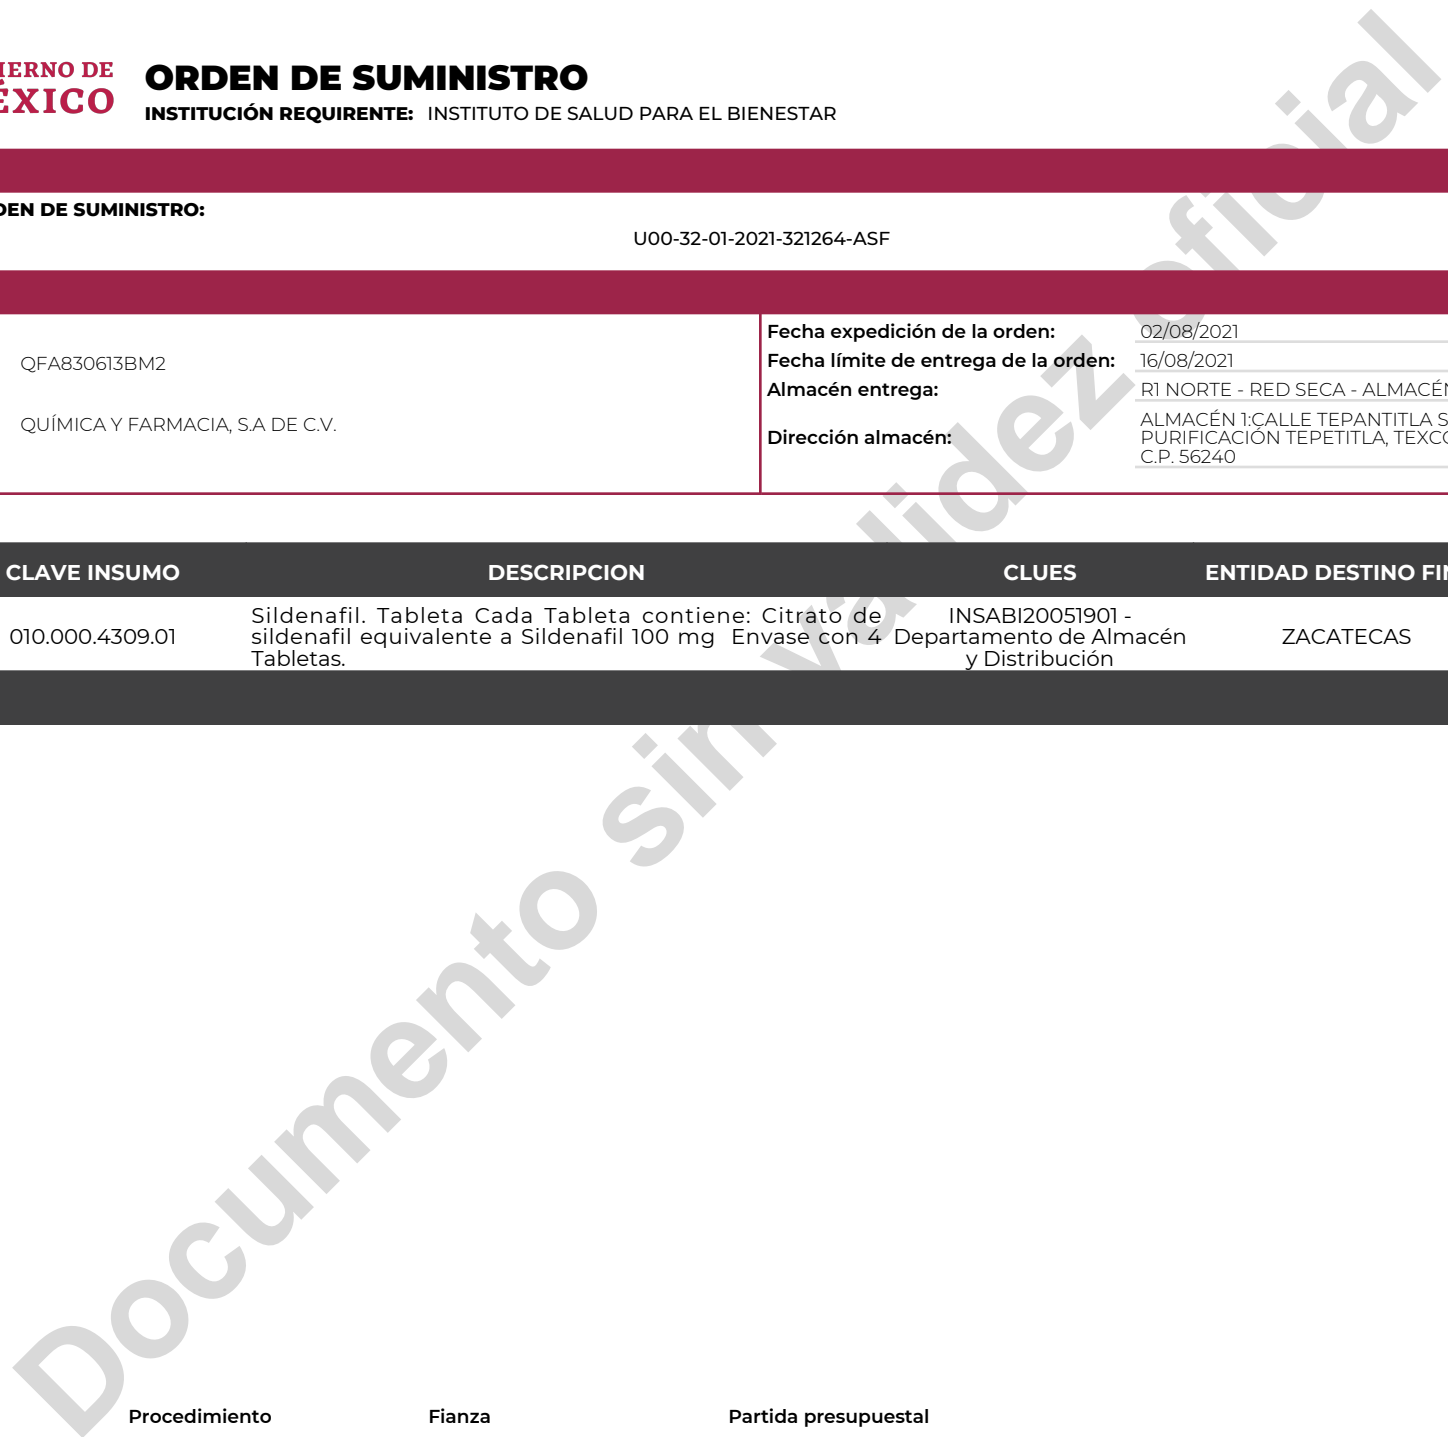 IERNO DE
ÉXICO
ORDEN DE SUMINISTRO
INSTITUCIÓN REQUIRENTE: INSTITUTO DE SALUD PARA EL BIENESTAR
DEN DE SUMINISTRO:
U00-32-01-2021-321264-ASF
QFA830613BM2
QUÍMICA Y FARMACIA, S.A DE C.V.
Fecha expedición de la orden: 02/08/2021
Fecha límite de entrega de la orden: 16/08/2021
Almacén entrega: R1 NORTE - RED SECA - ALMACÉN
Dirección almacén:
ALMACÉN 1:CALLE TEPANTITLA S
PURIFICACIÓN TEPETITLA, TEXCO
C.P. 56240
CLAVE INSUMO DESCRIPCION CLUES ENTIDAD DESTINO FIN
010.000.4309.01
Sildenafil. Tableta Cada Tableta contiene: Citrato de
sildenafil equivalente a Sildenafil 100 mg Envase con 4
Tabletas.
INSABI20051901 -
Departamento de Almacén
y Distribución
ZACATECAS
Documento sin validez oficial
Procedimiento Fianza Partida presupuestal